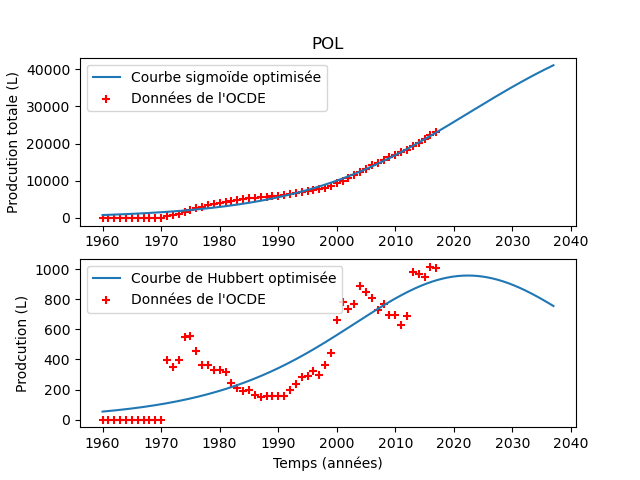 POL
Prodcution totale (L)
40000
30000
20000
10000
0
Courbe sigmoïde optimisée
Données de l'OCDE
1960 1970 1980 1990 2000 2010 2020 2030 2040
Prodcution (L)
1000
800
600
400
200
0
Courbe de Hubbert optimisée
Données de l'OCDE
1960 1970 1980 1990 2000 2010 2020 2030 2040
Temps (années)